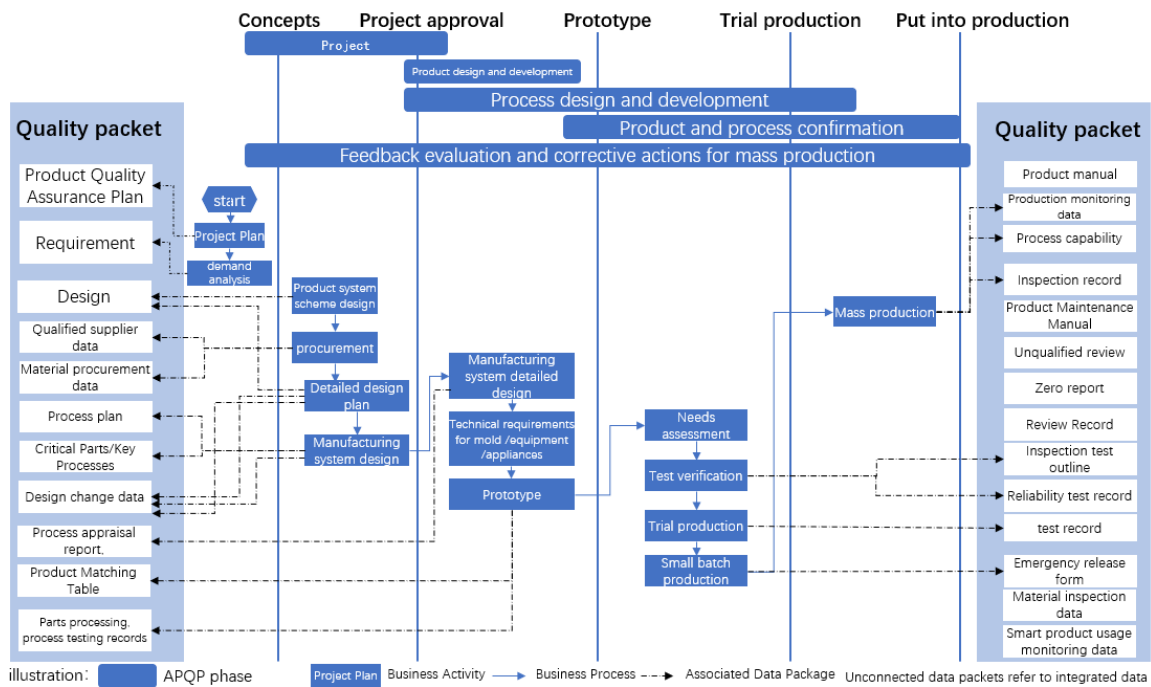 Concepts
Project approval
Prototype
Trial production
Put into production
Project
Product design and development
Process design and development
Product and process confirmation
Feedback evaluation and corrective actions for mass production
Quality packet
Product Quality
Assurance Plan
Requirement
Design
Qualified supplier
data
Material procurement
data
Process plan
Critical Parts/Key
Processes
Design change data
Process appraisal
report.
Product Matching
Table
Parts processing,
process testing records
start
Project Plan
demand
analysis
Product system
scheme design
procurement
Detailed design
plan
Manufacturing
system design
Manufacturing
system detailed
design
Technical requirements
for mold /equipment
/appliances
Prototype
Needs
assessment
Test verification
Trial production
Small batch
production
Mass production
Quality packet
Product manual
Production monitoring
data
Process capability
Inspection record
Product Maintenance
Manual
Unqualified review
Zero report
Review Record
Inspection test
outline
Reliability test record
test record
Emergency release
form
Material inspection
data
Smart product usage
monitoring data
illustration:
APQP phase
Project Plan
Business Activity
Business Process
Associated Data Package
Unconnected data packets refer to integrated data